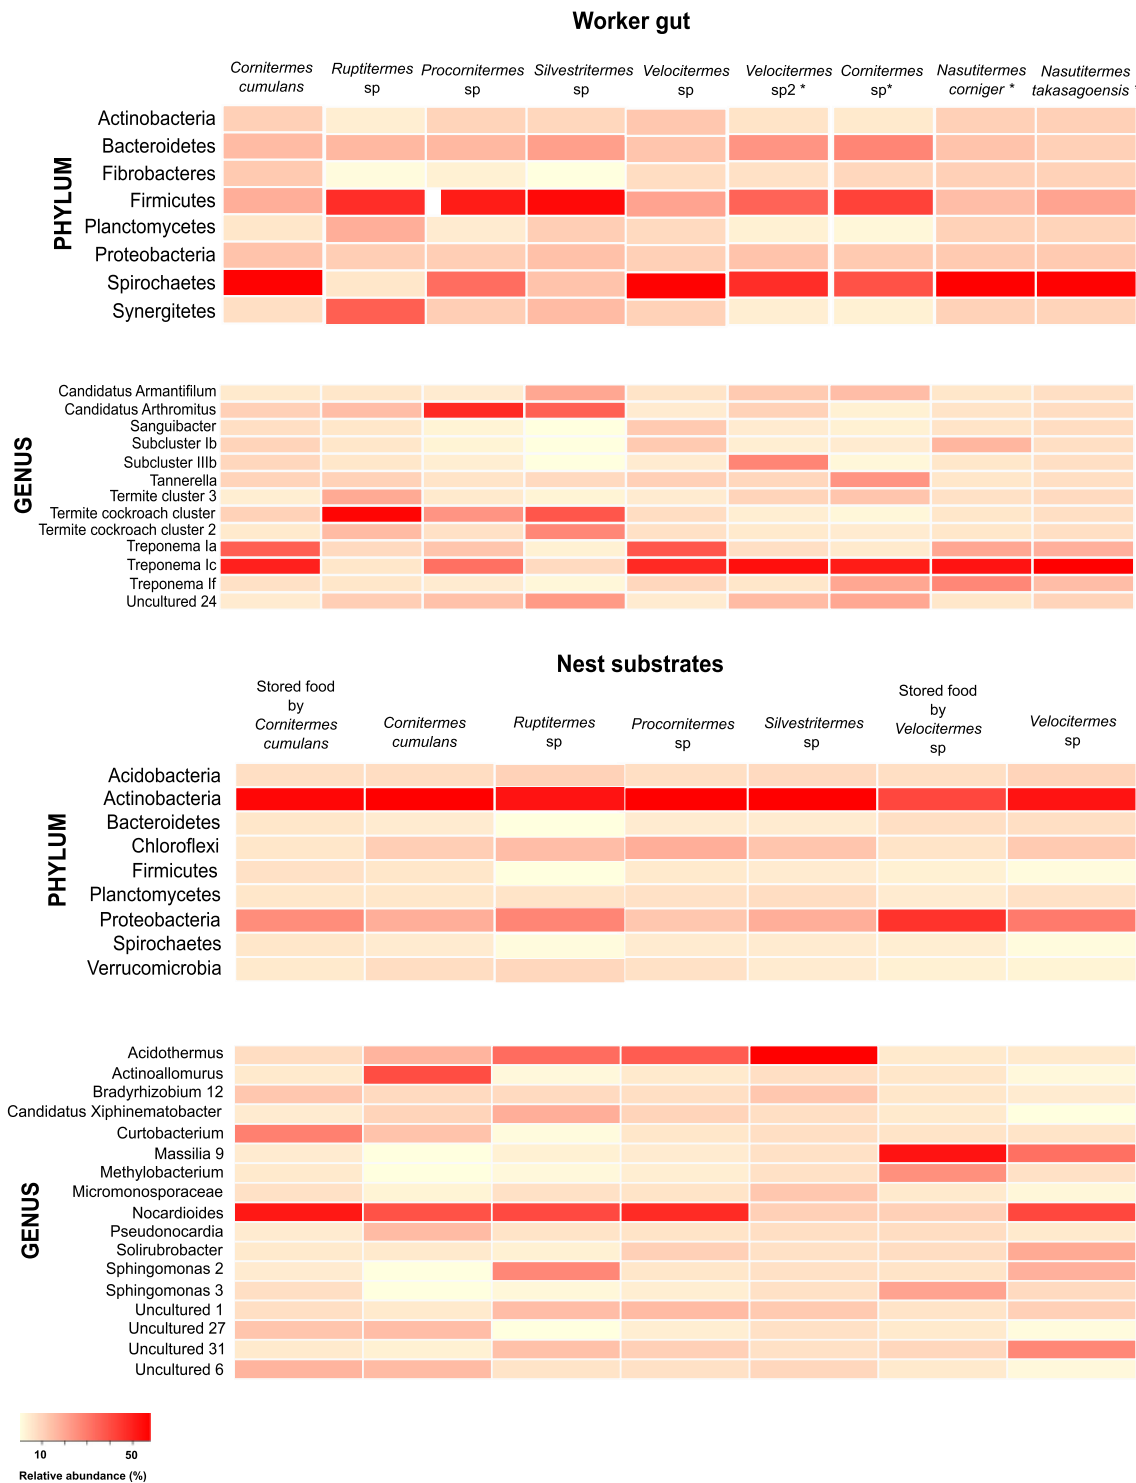 Worker gut
Cornitermes cumulans
Ruptitermes sp
Procornitermes sp
Silvestritermes sp
Velocitermes sp
Velocitermes sp2 *
Cornitermes sp*
Nasutitermes corniger *
Nasutitermes takasagoensis *
PHYLUM
Actinobacteria
Bacteroidetes
Fibrobacteres
Firmicutes
Planctomycetes
Proteobacteria
Spirochaetes
Synergitetes
GENUS
Candidatus Armantifilum
Candidatus Arthromitus
Sanguibacter
Subcluster Ib
Subcluster IIIb
Tannerella
Termite cluster 3
Termite cockroach cluster
Termite cockroach cluster 2
Treponema Ia
Treponema Ic
Treponema If
Uncultured 24
Nest substrates
Stored food
by
Cornitermes
cumulans
Cornitermes
cumulans
Ruptitermes
sp
Procornitermes
sp
Silvestritermes
sp
Stored food
by
Velocitermes
sp
Velocitermes
sp
PHYLUM
Acidobacteria
Actinobacteria
Bacteroidetes
Chloroflexi
Firmicutes
Planctomycetes
Proteobacteria
Spirochaetes
Verrucomicrobia
GENUS
Acidothermus
Actinoallomurus
Bradyrhizobium 12
Candidatus Xiphinematobacter
Curtobacterium
Massilia 9
Methylobacterium
Micromonosporaceae
Nocardioides
Pseudonocardia
Solirubrobacter
Sphingomonas 2
Sphingomonas 3
Uncultured 1
Uncultured 27
Uncultured 31
Uncultured 6
10 50
Relative abundance (%)